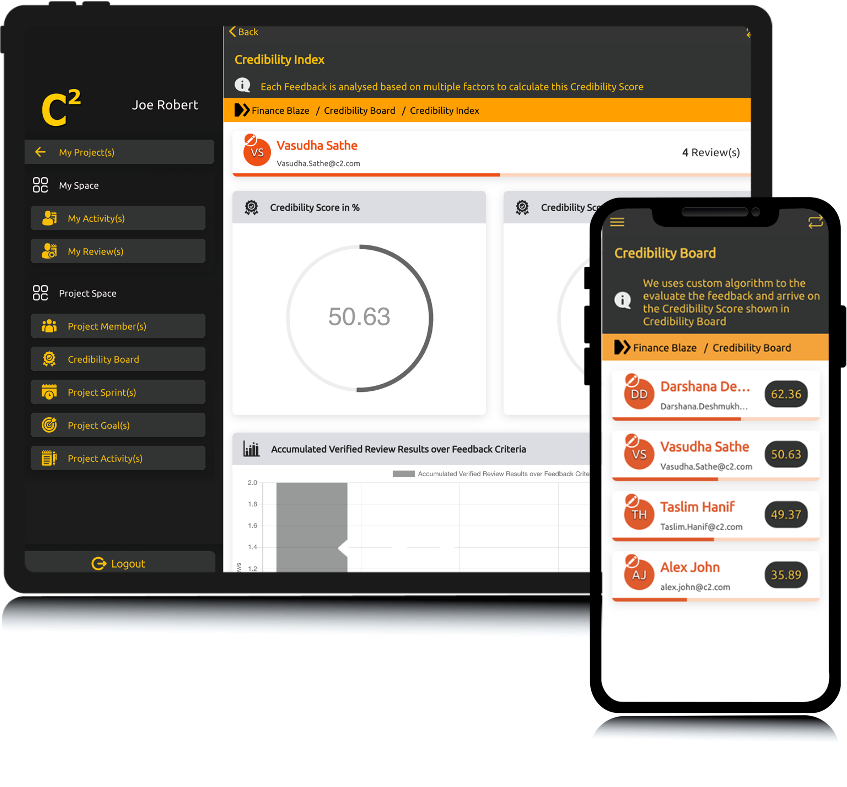 C2
Joe Robert
My Project(s)
My Space
My Activity(s)
My Review(s)
Project Space
Project Member(s)
Credibility Board
Project Sprint(s)
Project Goal(s)
Project Activity(s)
Logout
Back
Credibility Index
Each Feedback is analysed based on multiple factors to calculate this Credibility Score
Finance Blaze / Credibility Board / Credibility Index
VS
Vasudha Sathe
Vasudha.Sathe@c2.com
4 Review(s)
Credibility Score in %
50.63
Credibility Sco
Accumulated Verified Review Results over Feedback Criteria
Accumulated Verified Review Results over Feedback Crite
2.0
1.8
1.6
1.4
1.2
ws
Credibility Board
We uses custom algorithm to the
evaluate the feedback and arrive on
the Credibility Score shown in
Credibility Board
Finance Blaze / Credibility Board
DD
Darshana De...
Darshana.Deshmukh...
62.36
VS
Vasudha Sathe
Vasudha.Sathe@c2.com
50.63
TH
Taslim Hanif
Taslim.Hanif@c2.com
49.37
AJ
Alex John
alex.john@c2.com
35.89